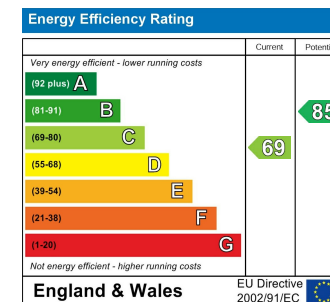 Energy Efficiency Rating
Current Potenti
Very energy efficient - lower running costs
(92 plus) A
(81-91) B
85
(69-80) C
69
(55-68) D
(39-54) E
(21-38) F
(1-20) G
Not energy efficient - higher running costs
England & Wales
EU Directive
2002/91/EC